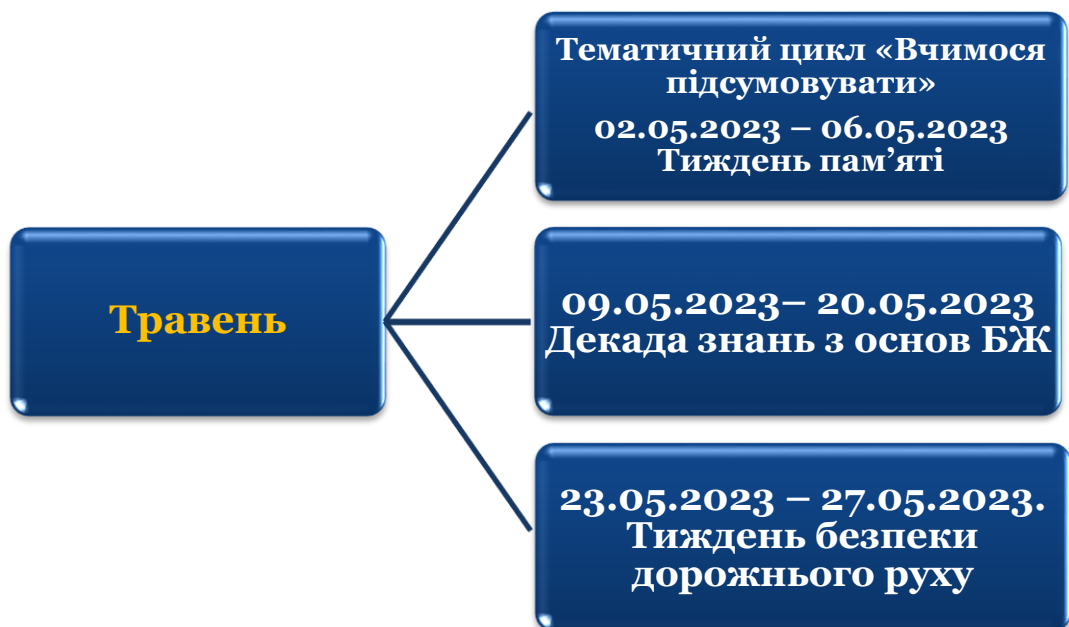 Травень
Тематичний цикл «Вчимося
підсумовувати»
02.05.2023 – 06.05.2023
Тиждень пам’яті
09.05.2023– 20.05.2023
Декада знань з основ БЖ
23.05.2023 – 27.05.2023.
Тиждень безпеки
дорожнього руху